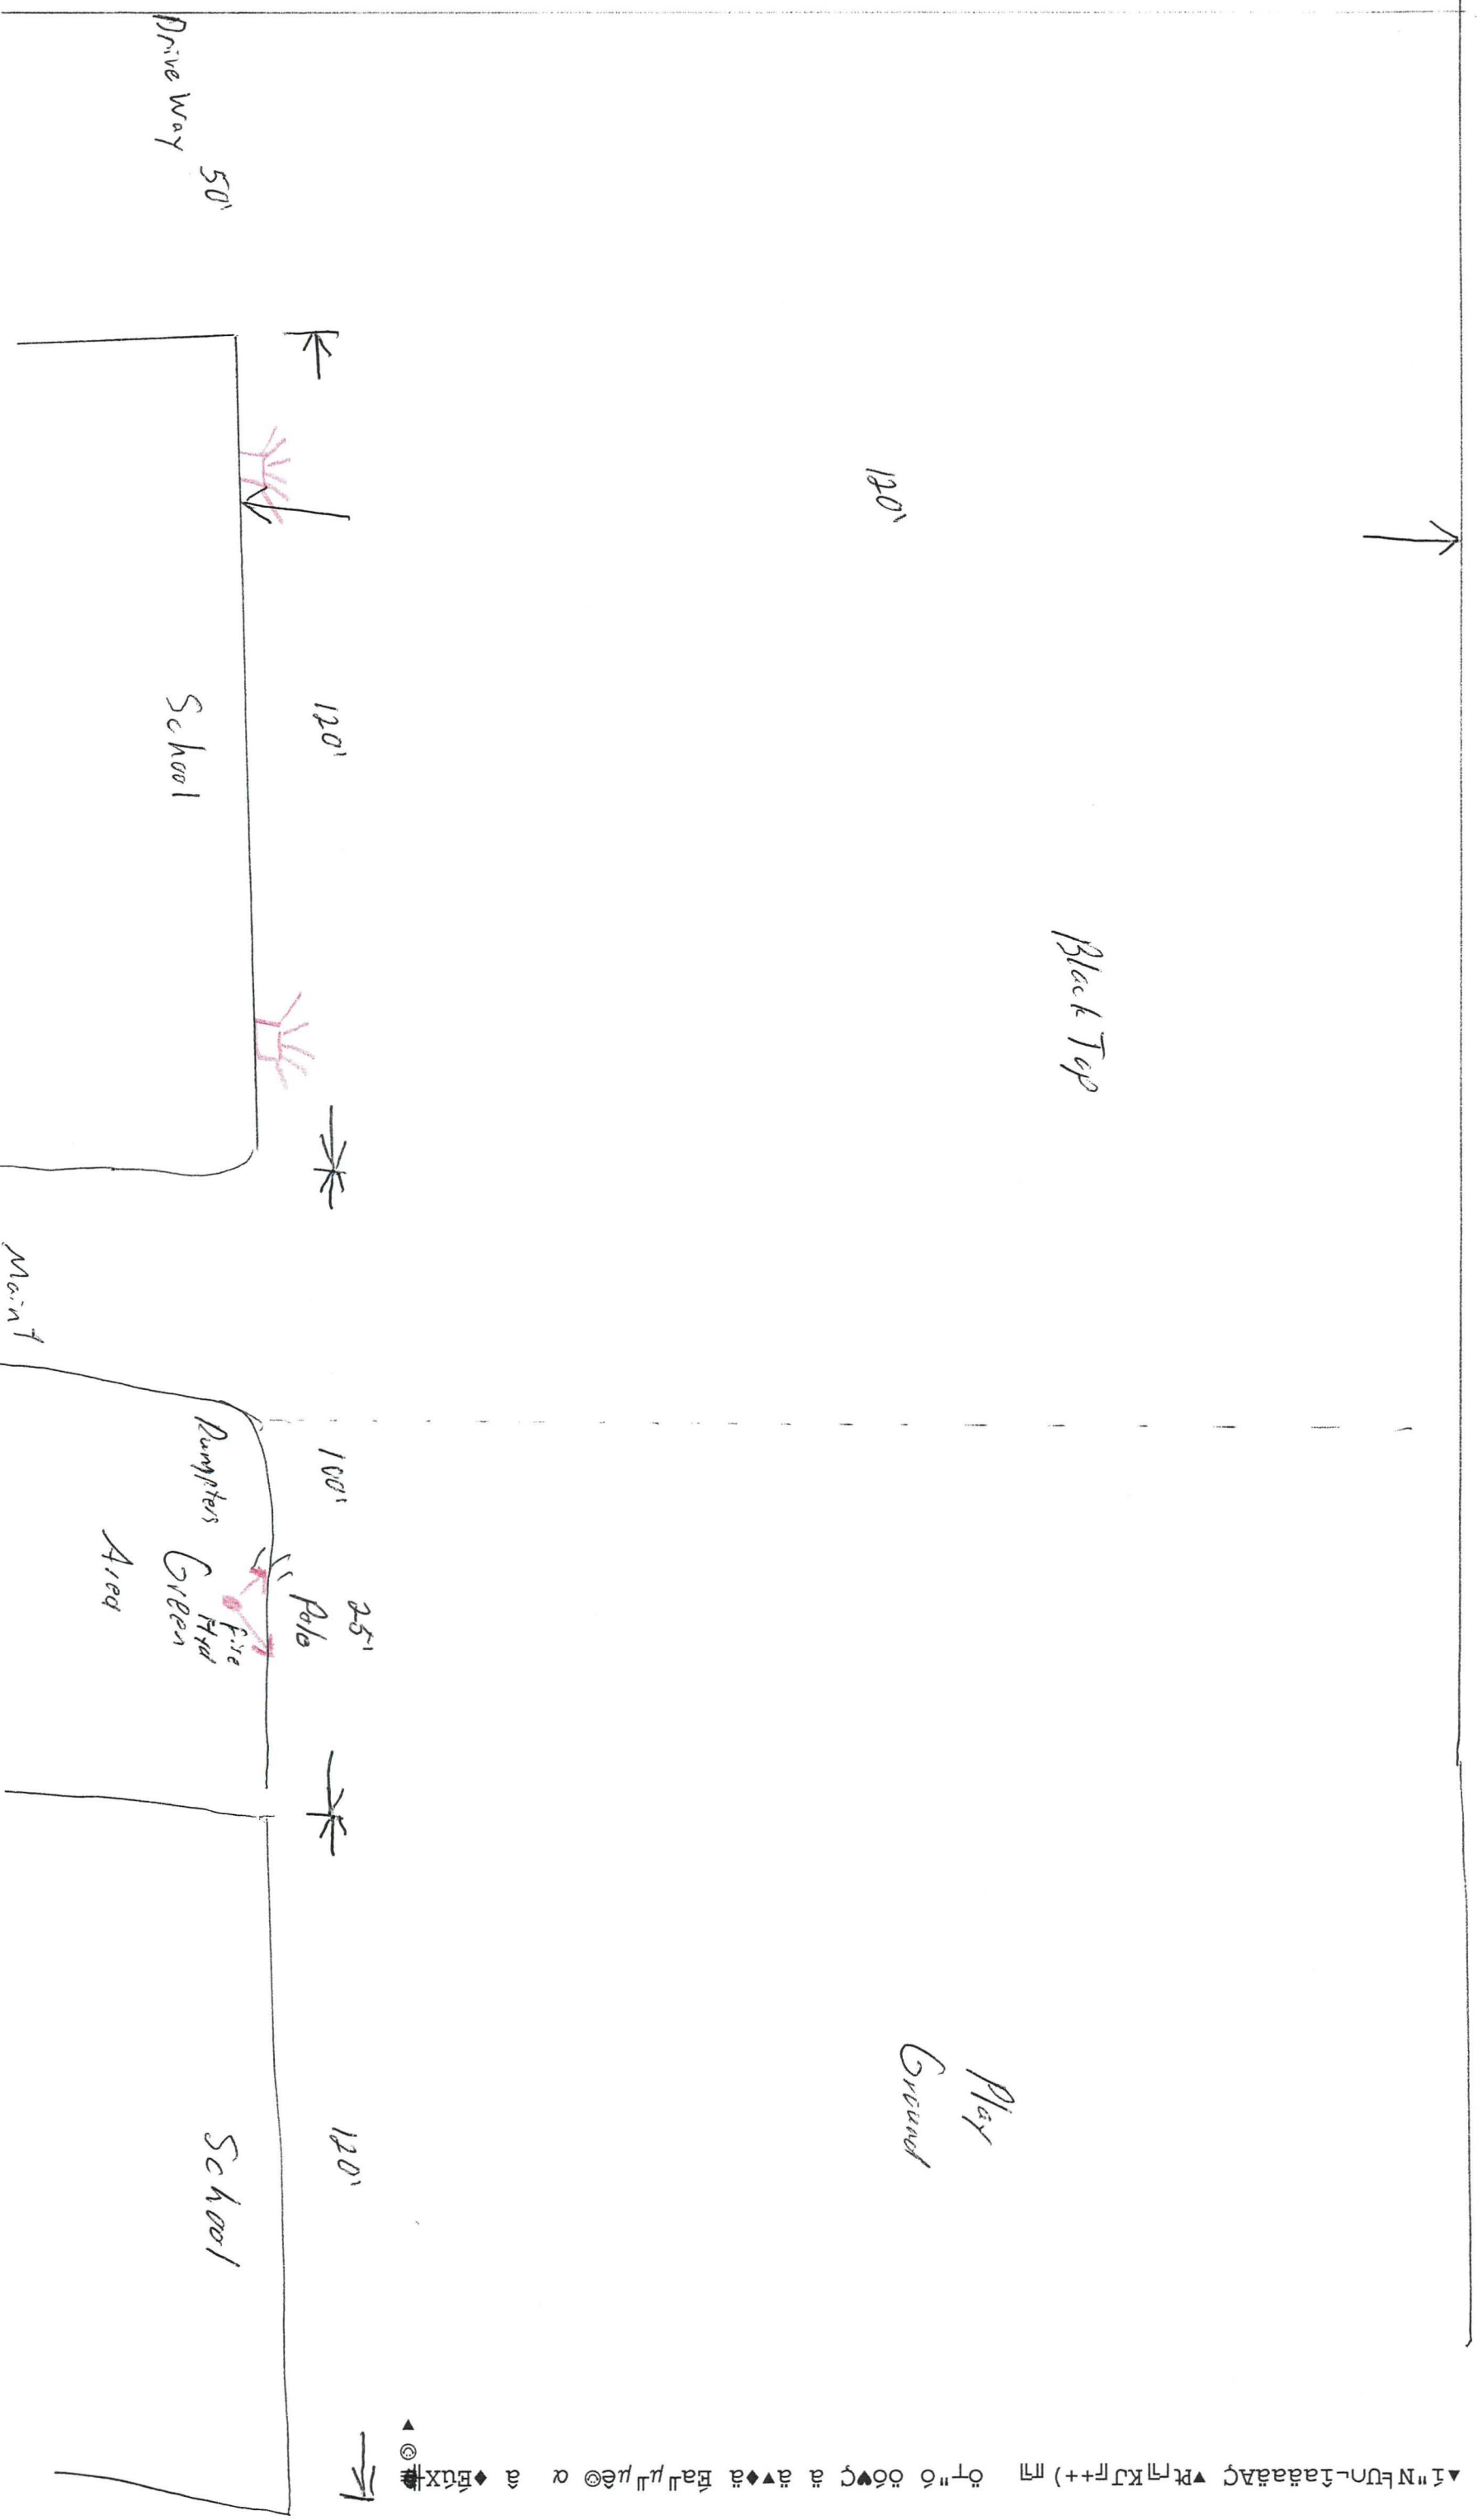 Drive Way 50'
120'
School
120'
Black Top
Main
100'
Dumpters
Green
Area
25'
Pole
Fire
Hyd
Play
Ground
120'
School